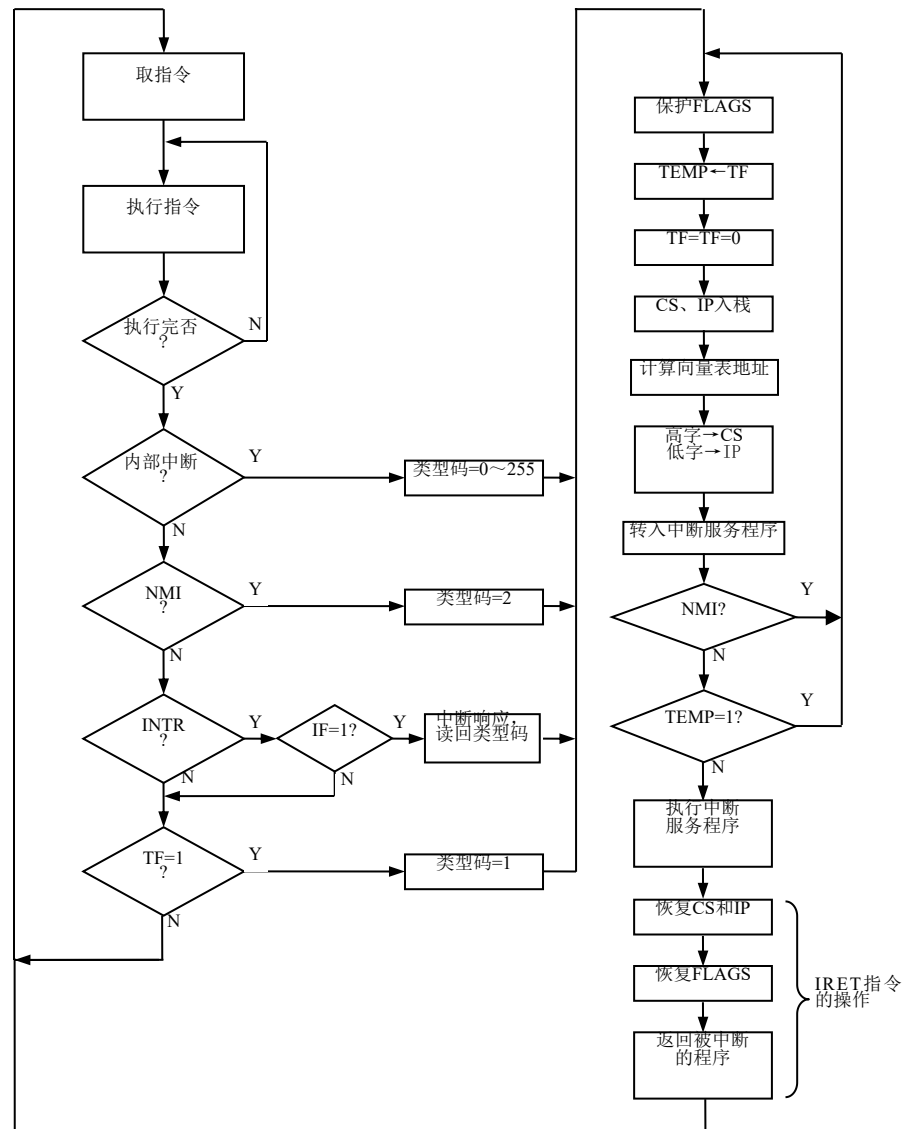 取指令
执行指令
执行完否
?
N
Y
内部中断
?
Y
类型码=0～255
N
NMI
?
Y
类型码=2
N
INTR
?
Y
IF=1?
Y
中断响应,
读回类型码
N
N
TF=1
?
Y
类型码=1
N
保护FLAGS
TEMP←TF
TF=TF=0
CS、IP入栈
计算向量表地址
高字→CS
低字→IP
转入中断服务程序
NMI?
Y
N
TEMP=1?
Y
N
执行中断
服务程序
恢复CS和IP
恢复FLAGS
返回被中断
的程序
IRET指令
的操作